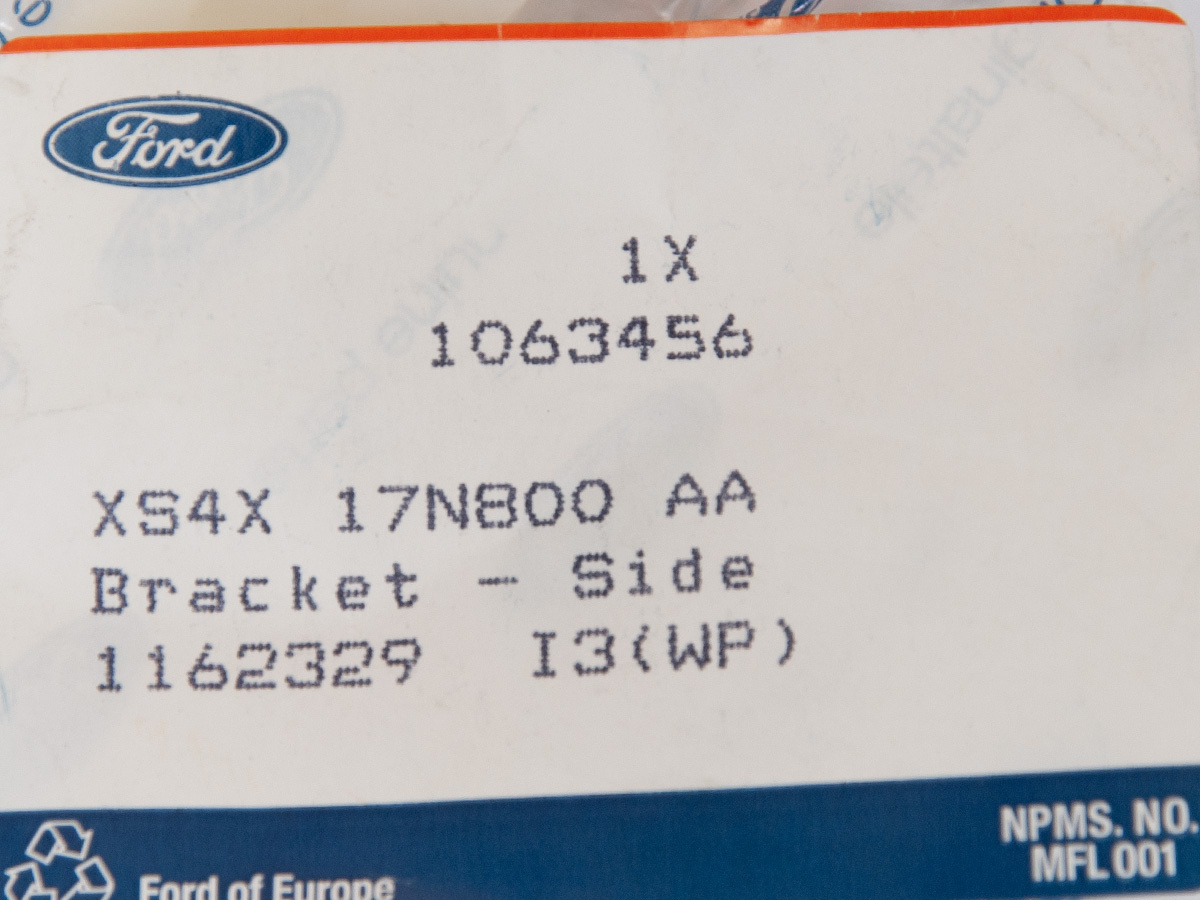 Ford
1X
1063456
XS4X 17N800 AA
Bracket - Side
1162329 I3(WP)
NPMS. NO.
MFL001
Ford of Europe